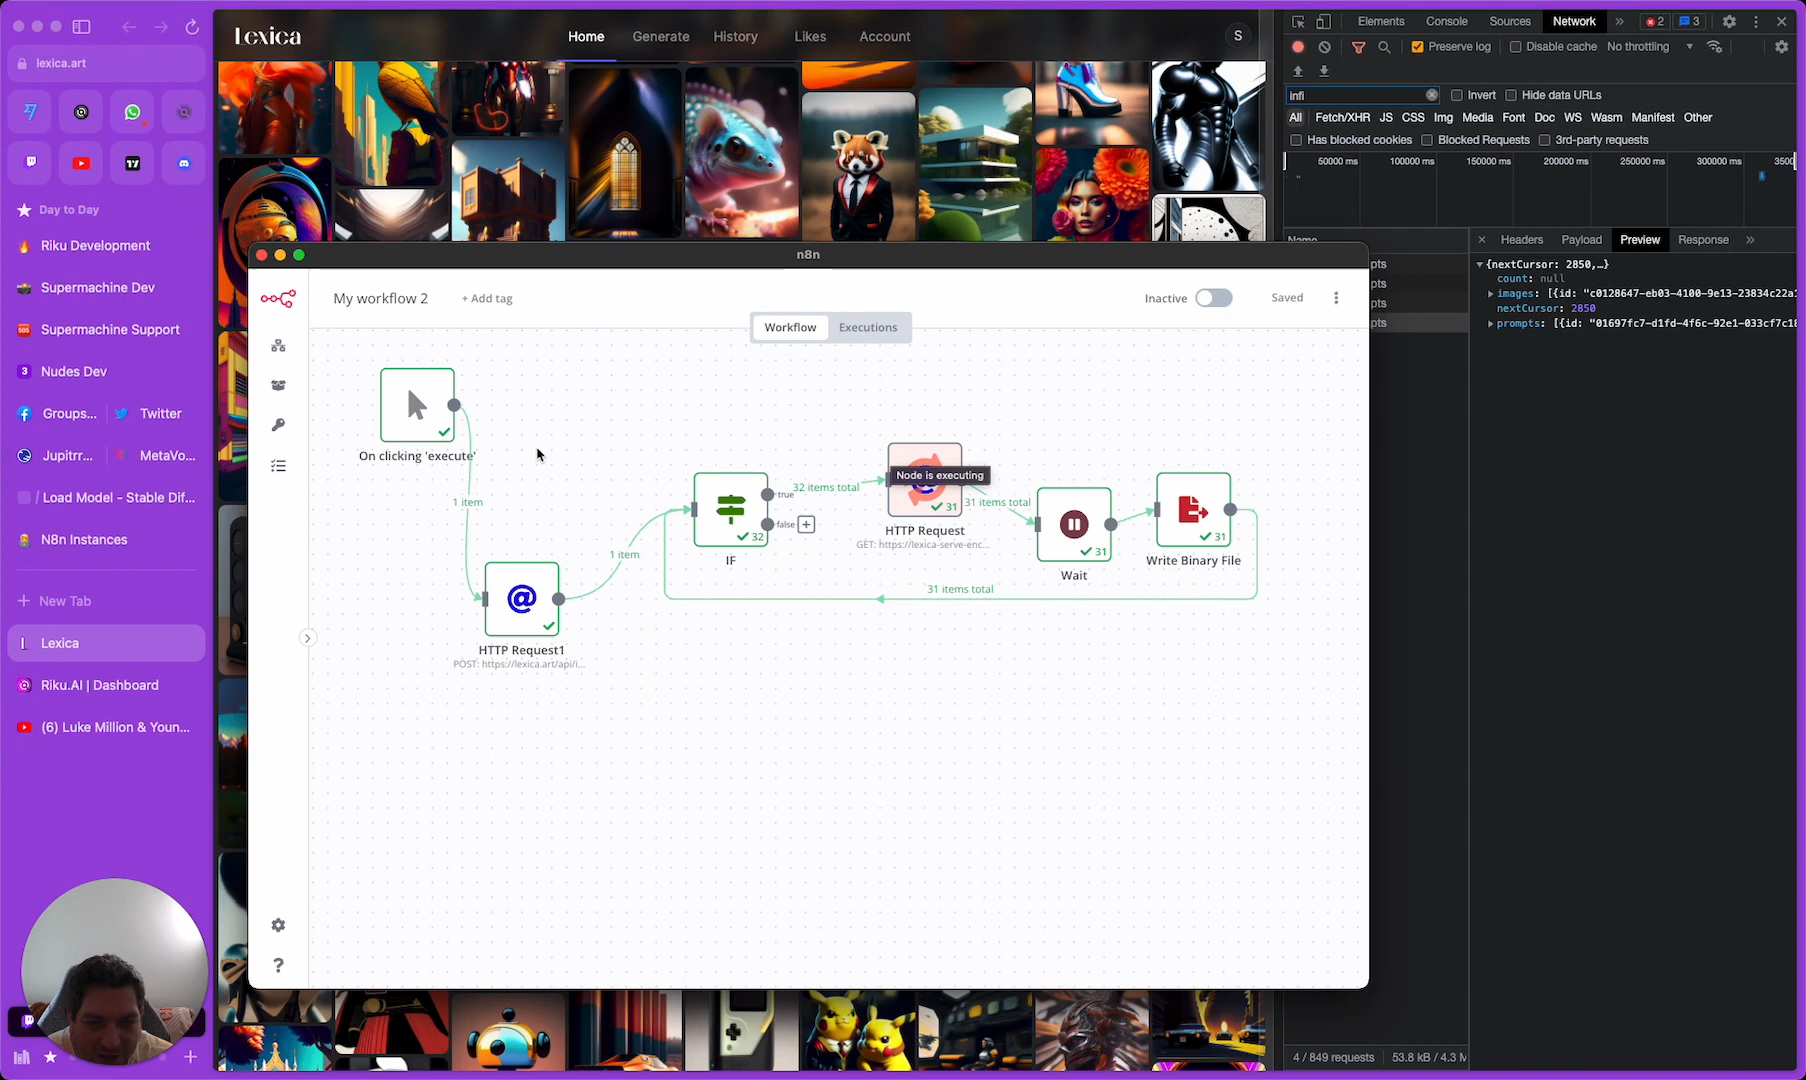 lexica.art
Day to Day
Riku Development
Supermachine Dev
SOS
Supermachine Support
3
Nudes Dev
Groups...
Twitter
Jupitrr...
MetaVo...
/ Load Model - Stable Dif...
N8n Instances
+ New Tab
Lexica
Riku.AI | Dashboard
(6) Luke Million & Youn...
Lexica
Home
Generate
History
Likes
Account
S
n8n
My workflow 2
+ Add tag
Inactive
Saved
Workflow
Executions
On clicking 'execute'
1 item
HTTP Request1
POST: https://lexica.art/api/i...
1 item
true
false
32
IF
32 items total
Node is executing
31
HTTP Request
GET: https://lexica-serve-enc...
31 items total
31
Wait
31
Write Binary File
31 items total
?
Elements
Console
Sources
Network
»
2
3
Preserve log
Disable cache
No throttling
infi
Invert
Hide data URLs
All
Fetch/XHR
JS
CSS
Img
Media
Font
Doc
WS
Wasm
Manifest
Other
Has blocked cookies
Blocked Requests
3rd-party requests
50000 ms
100000 ms
150000 ms
200000 ms
250000 ms
300000 ms
3500
Name
pts
pts
pts
pts
Headers
Payload
Preview
Response
»
{nextCursor: 2850,…}
count: null
images: [{id: "c0128647-eb03-4100-9e13-23834c22a1
nextCursor: 2850
prompts: [{id: "01697fc7-d1fd-4f6c-92e1-033cf7c18
4 / 849 requests
53.8 kB / 4.3 M